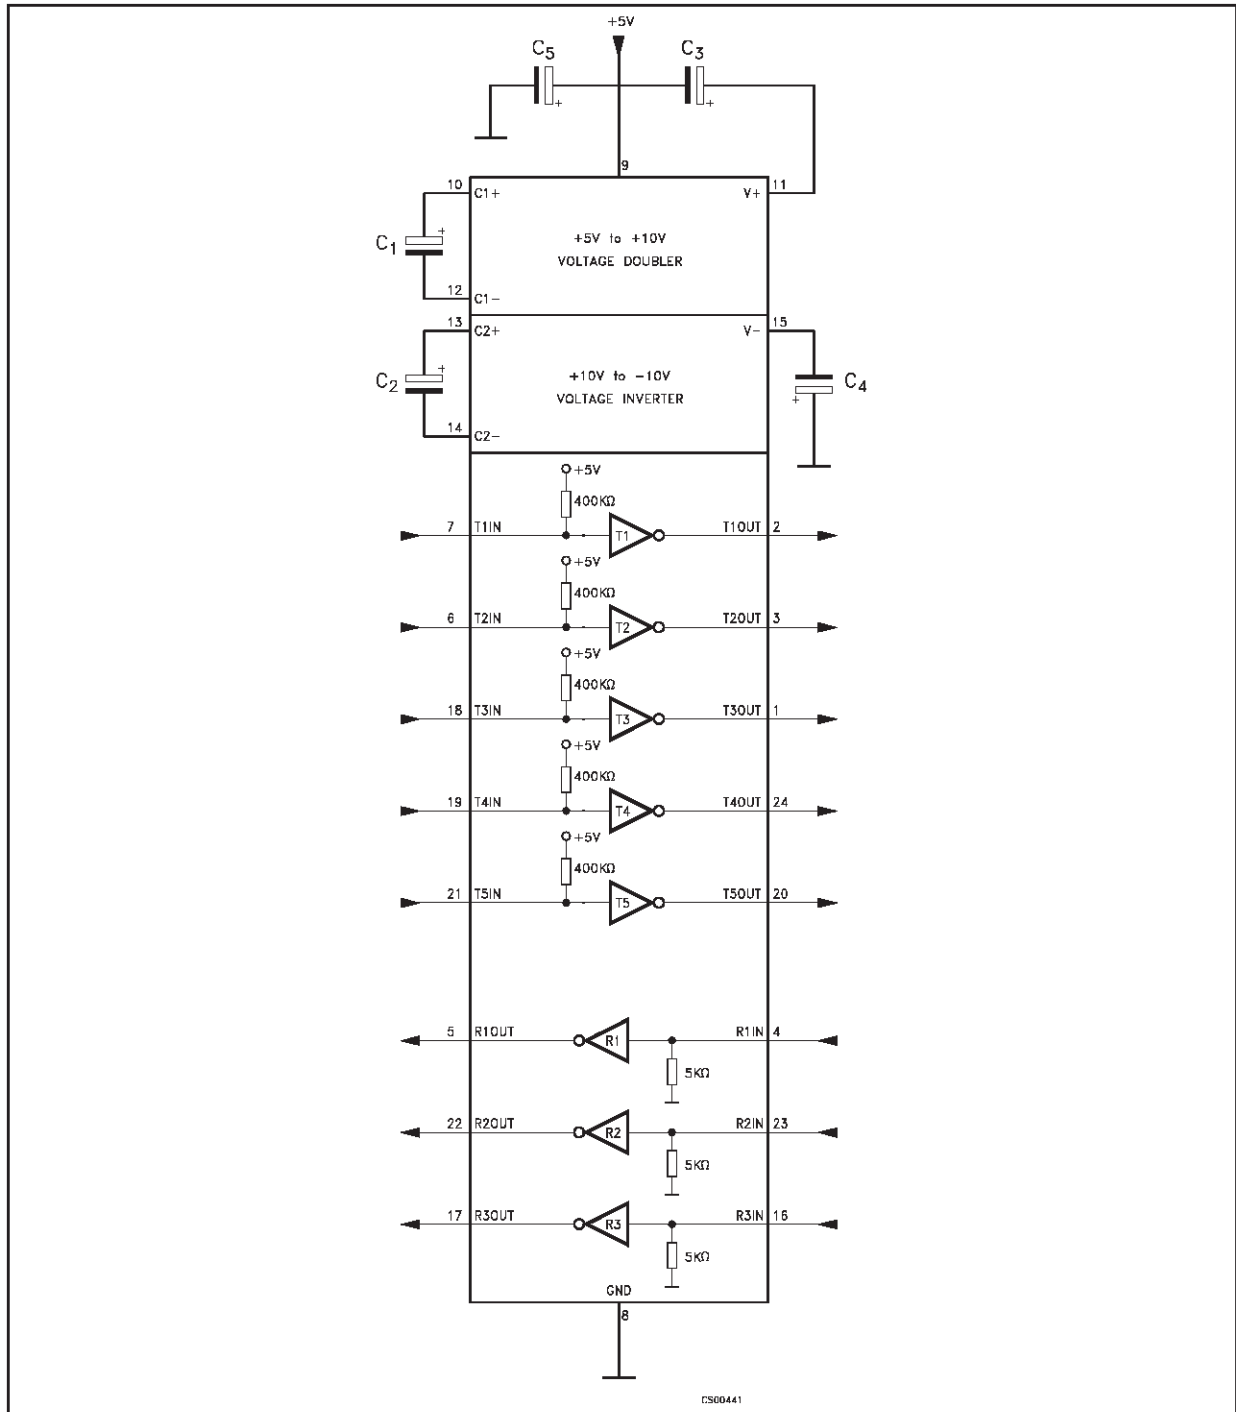 +5V
C5 C3
+ +
9
10 C1+ V+ 11
C1 +
+5V to +10V
VOLTAGE DOUBLER
12 C1-
13 C2+ V- 15
C2 + C4
+10V to -10V
VOLTAGE INVERTER
+
14 C2-
+5V
400KΩ
7 T1IN T1 T1OUT 2
+5V
400KΩ
6 T2IN T2 T2OUT 3
+5V
400KΩ
18 T3IN T3 T3OUT 1
+5V
400KΩ
19 T4IN T4 T4OUT 24
+5V
400KΩ
21 T5IN T5 T5OUT 20
5 R1OUT R1 R1IN 4
5KΩ
22 R2OUT R2 R2IN 23
5KΩ
17 R3OUT R3 R3IN 16
5KΩ
GND
8
CS00441